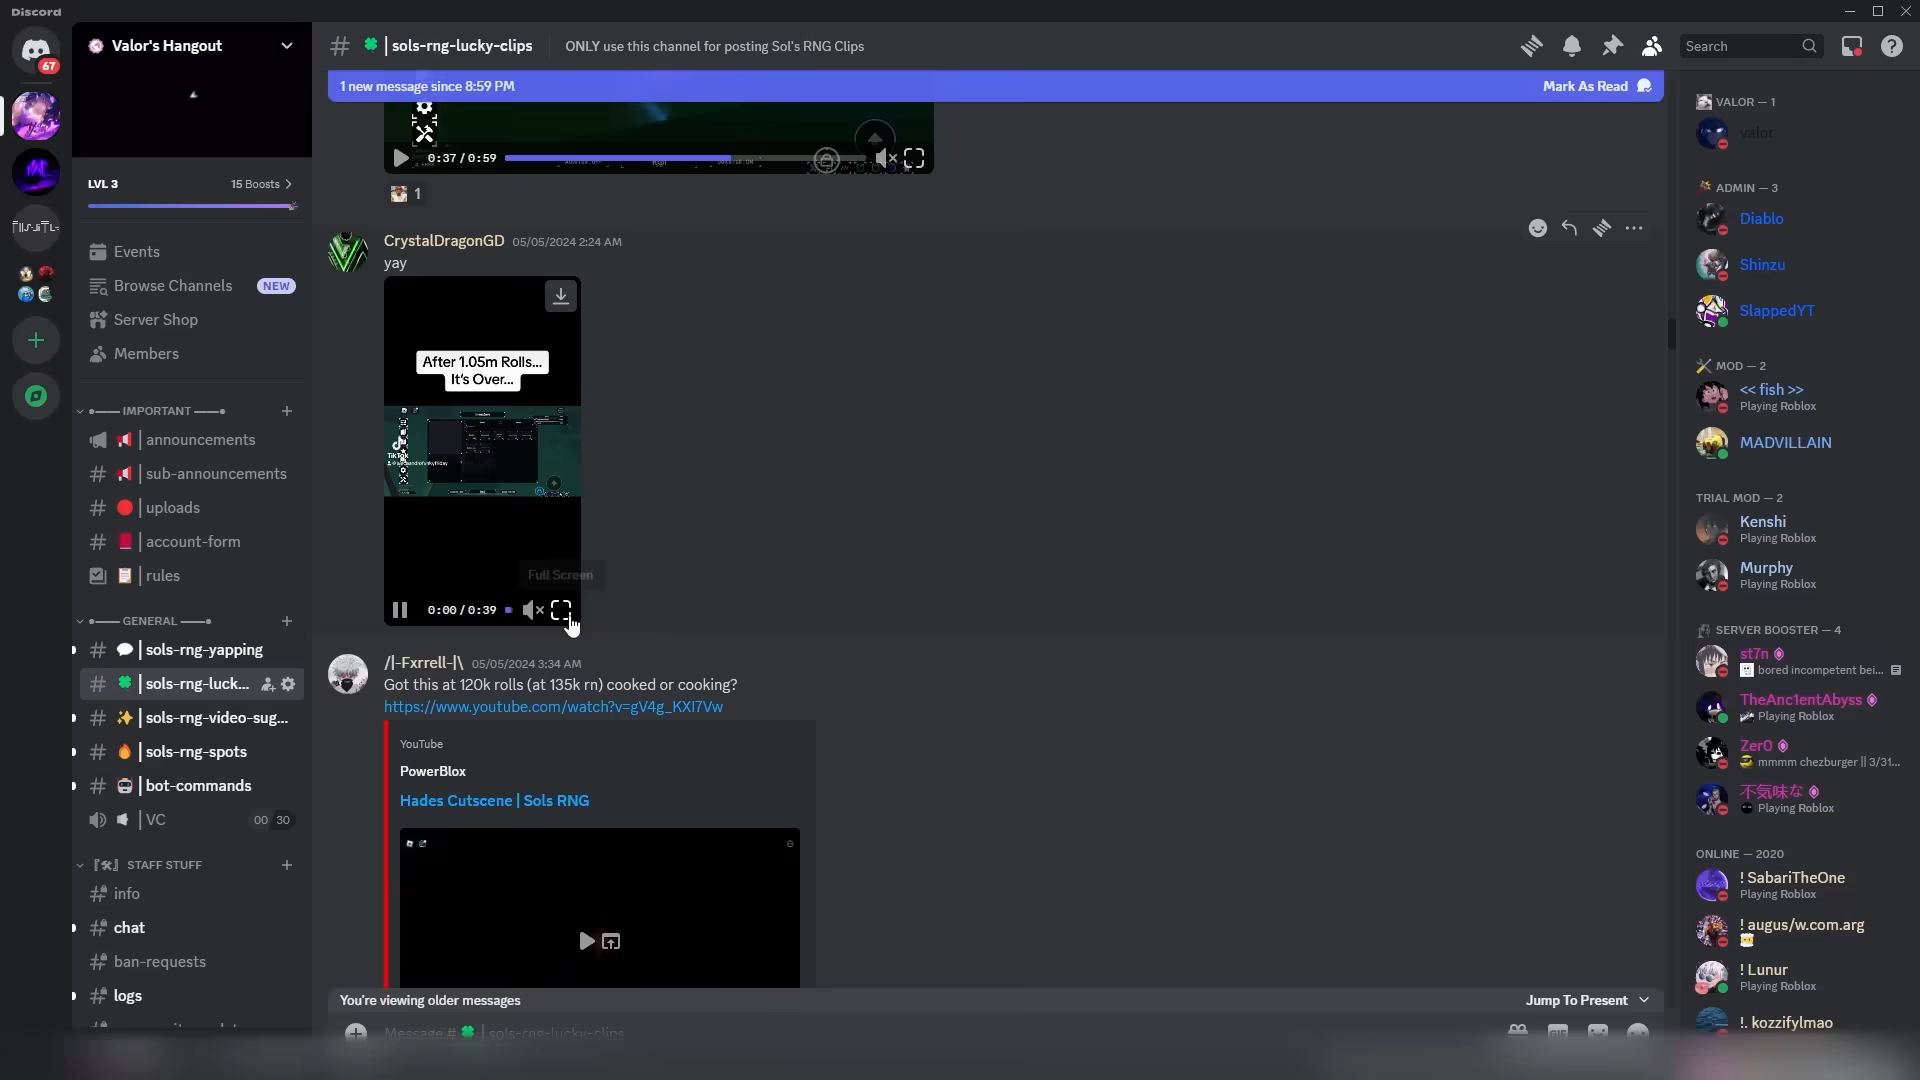 Discord
67
Valor's Hangout
LVL 3
15 Boosts
Events
Browse Channels
NEW
Server Shop
Members
IMPORTANT
announcements
sub-announcements
uploads
account-form
rules
GENERAL
sols-rng-yapping
sols-rng-luck...
sols-rng-video-sug...
sols-rng-spots
bot-commands
VC
00 30
STAFF STUFF
info
chat
ban-requests
logs
# | sols-rng-lucky-clips
ONLY use this channel for posting Sol's RNG Clips
Search
1 new message since 8:59 PM
Mark As Read
0:37 / 0:59
1
CrystalDragonGD 05/05/2024 2:24 AM
yay
After 1.05m Rolls...
It's Over...
TikTok
Full Screen
0:00 / 0:39
/|-Fxrrell-|\ 05/05/2024 3:34 AM
Got this at 120k rolls (at 135k rn) cooked or cooking?
https://www.youtube.com/watch?v=gV4g_KXI7Vw
YouTube
PowerBlox
Hades Cutscene | Sols RNG
You're viewing older messages
Jump To Present
Message # | sols-rng-lucky-clips
GIF
VALOR — 1
valor
ADMIN — 3
Diablo
Shinzu
SlappedYT
MOD — 2
<< fish >>
Playing Roblox
MADVILLAIN
TRIAL MOD — 2
Kenshi
Playing Roblox
Murphy
Playing Roblox
SERVER BOOSTER — 4
st7n
bored incompetent bei...
TheAnc1entAbyss
Playing Roblox
Zer0
mmmm chezburger || 3/31...
不気味な
Playing Roblox
ONLINE — 2020
! SabariTheOne
Playing Roblox
! augus/w.com.arg
! Lunur
Playing Roblox
!. kozzifylmao